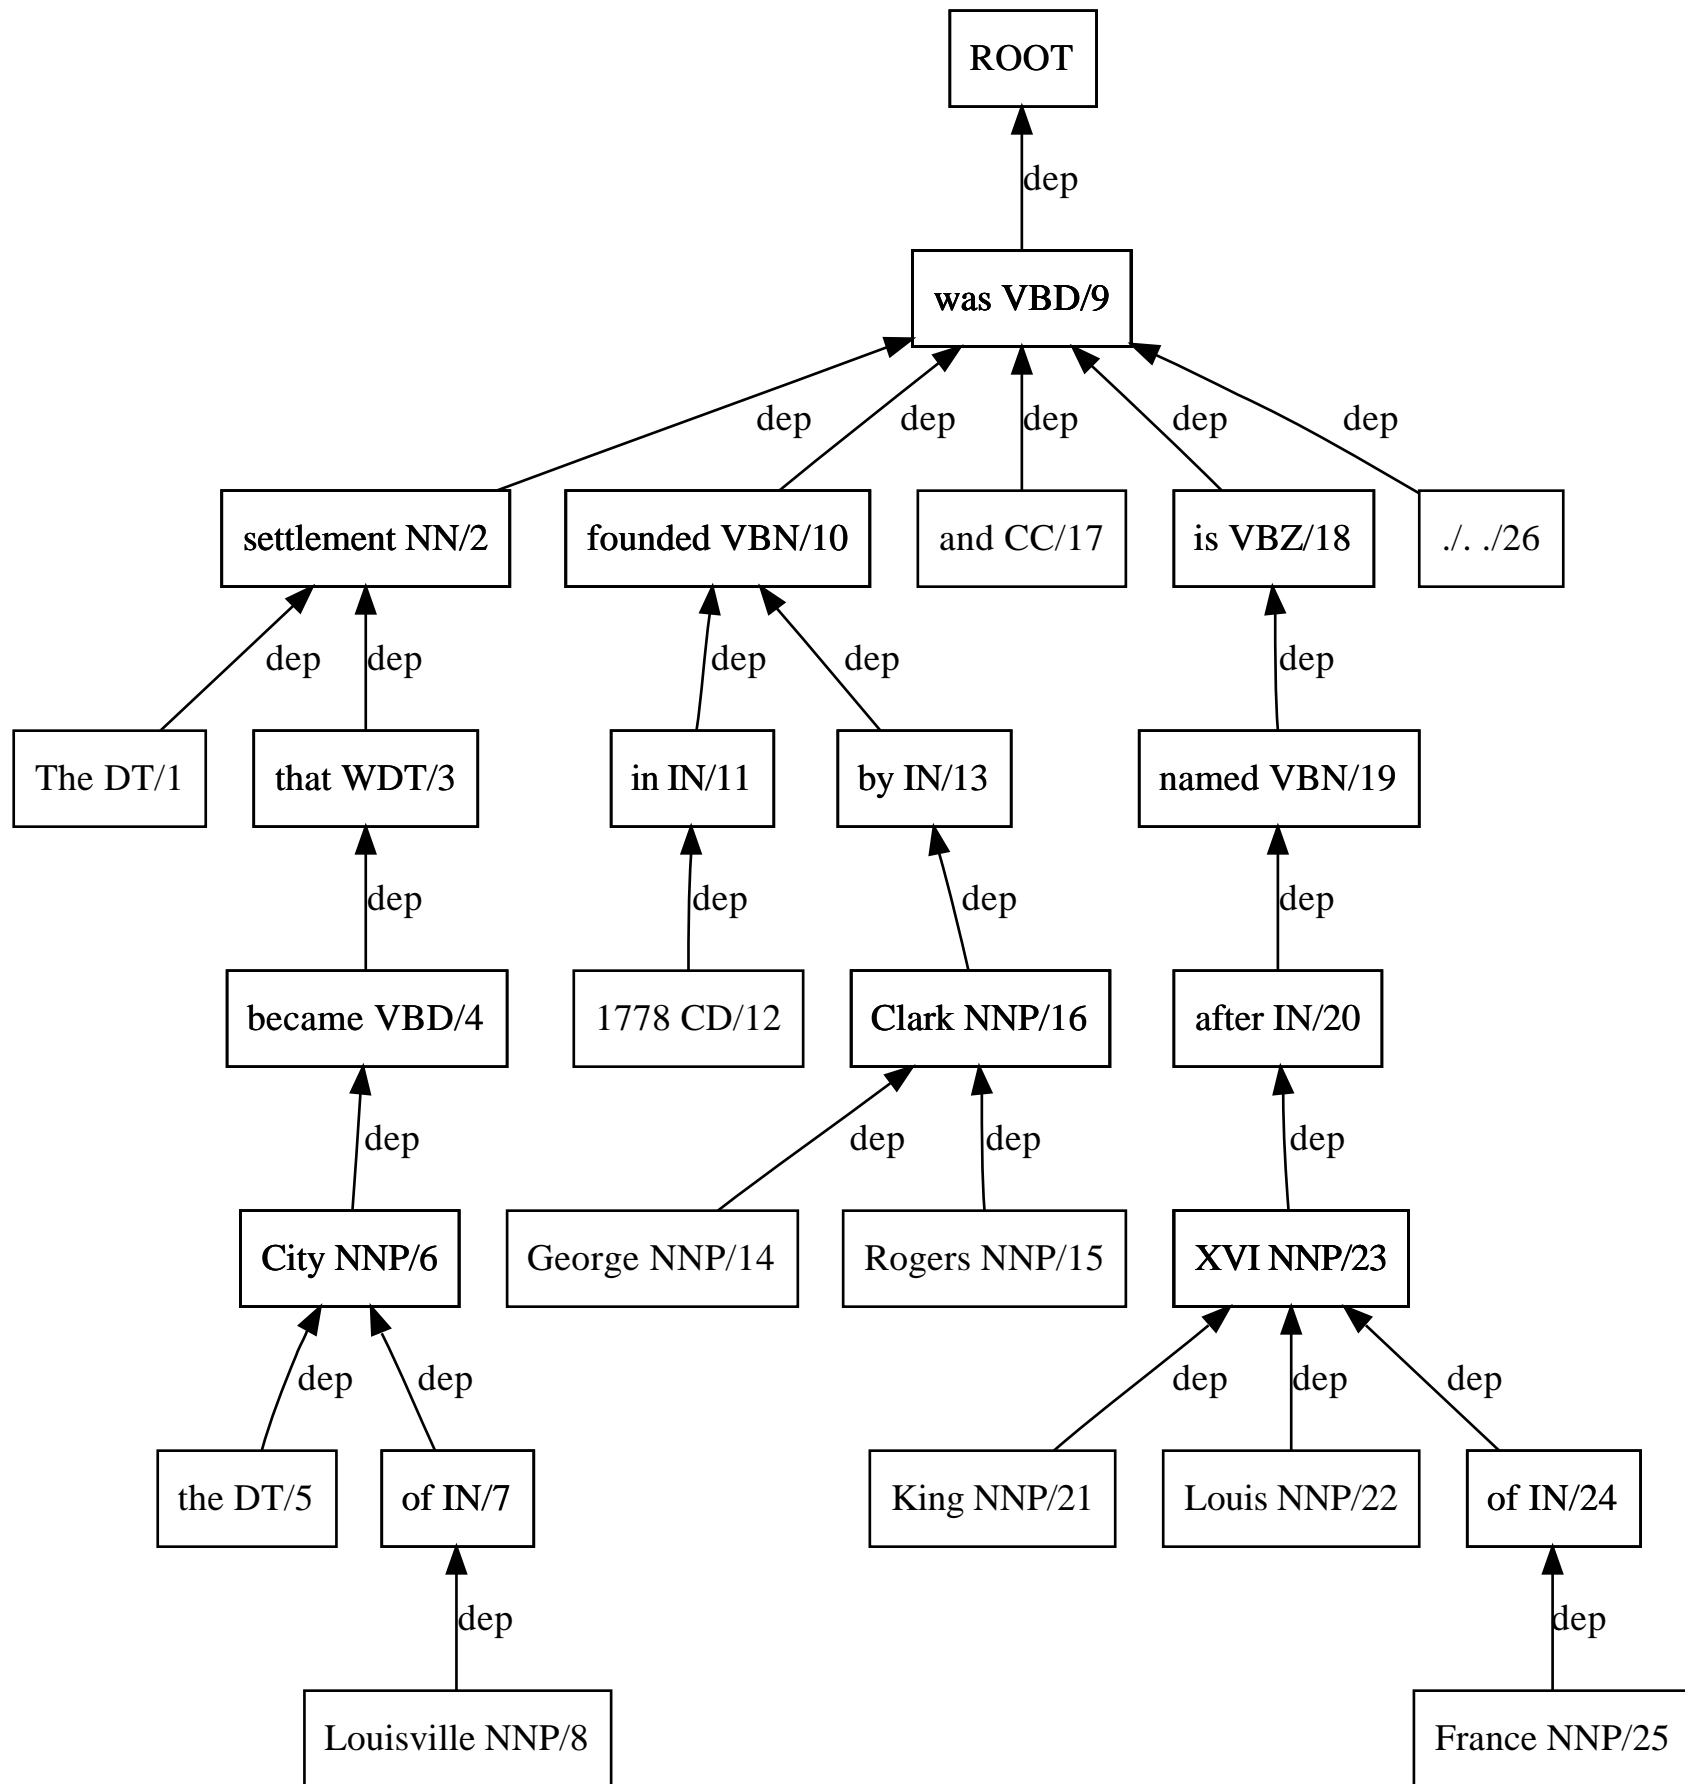 ROOT
dep
was VBD/9
dep dep dep dep dep
settlement NN/2 founded VBN/10 and CC/17 is VBZ/18 ./. ./26
dep dep dep dep dep
The DT/1 that WDT/3 in IN/11 by IN/13 named VBN/19
dep dep dep dep
became VBD/4 1778 CD/12 Clark NNP/16 after IN/20
dep dep dep dep
City NNP/6 George NNP/14 Rogers NNP/15 XVI NNP/23
dep dep dep dep dep
the DT/5 of IN/7 King NNP/21 Louis NNP/22 of IN/24
dep dep
Louisville NNP/8 France NNP/25